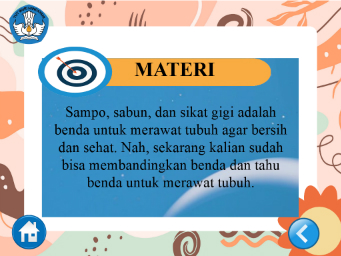 MATERI
Sampo, sabun, dan sikat gigi adalah
benda untuk merawat tubuh agar bersih
dan sehat. Nah, sekarang kalian sudah
bisa membandingkan benda dan tahu
benda untuk merawat tubuh.